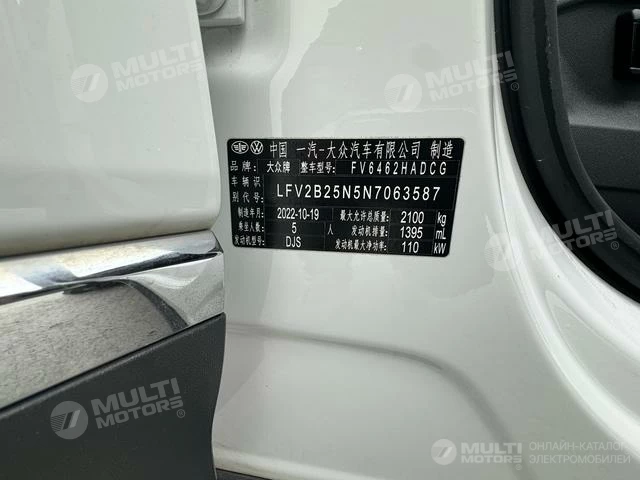 MULTI MOTORS
MULTI MOTORS
中国 一汽-大众汽车有限公司 制造
品牌: 大众牌 整车型号: FV6462HADCG
车辆识别代号: LFV2B25N5N7063587
制造年月 2022-10-19 最大允许总质量: 2100 kg
乘坐人数: 5 人 发动机排量: 1395 mL
发动机型号: DJS 发动机最大净功率: 110 kW
MULTI MOTORS
MULTI MOTORS
ОНЛАЙН-КАТАЛОГ
ЭЛЕКТРОМОБИЛЕЙ